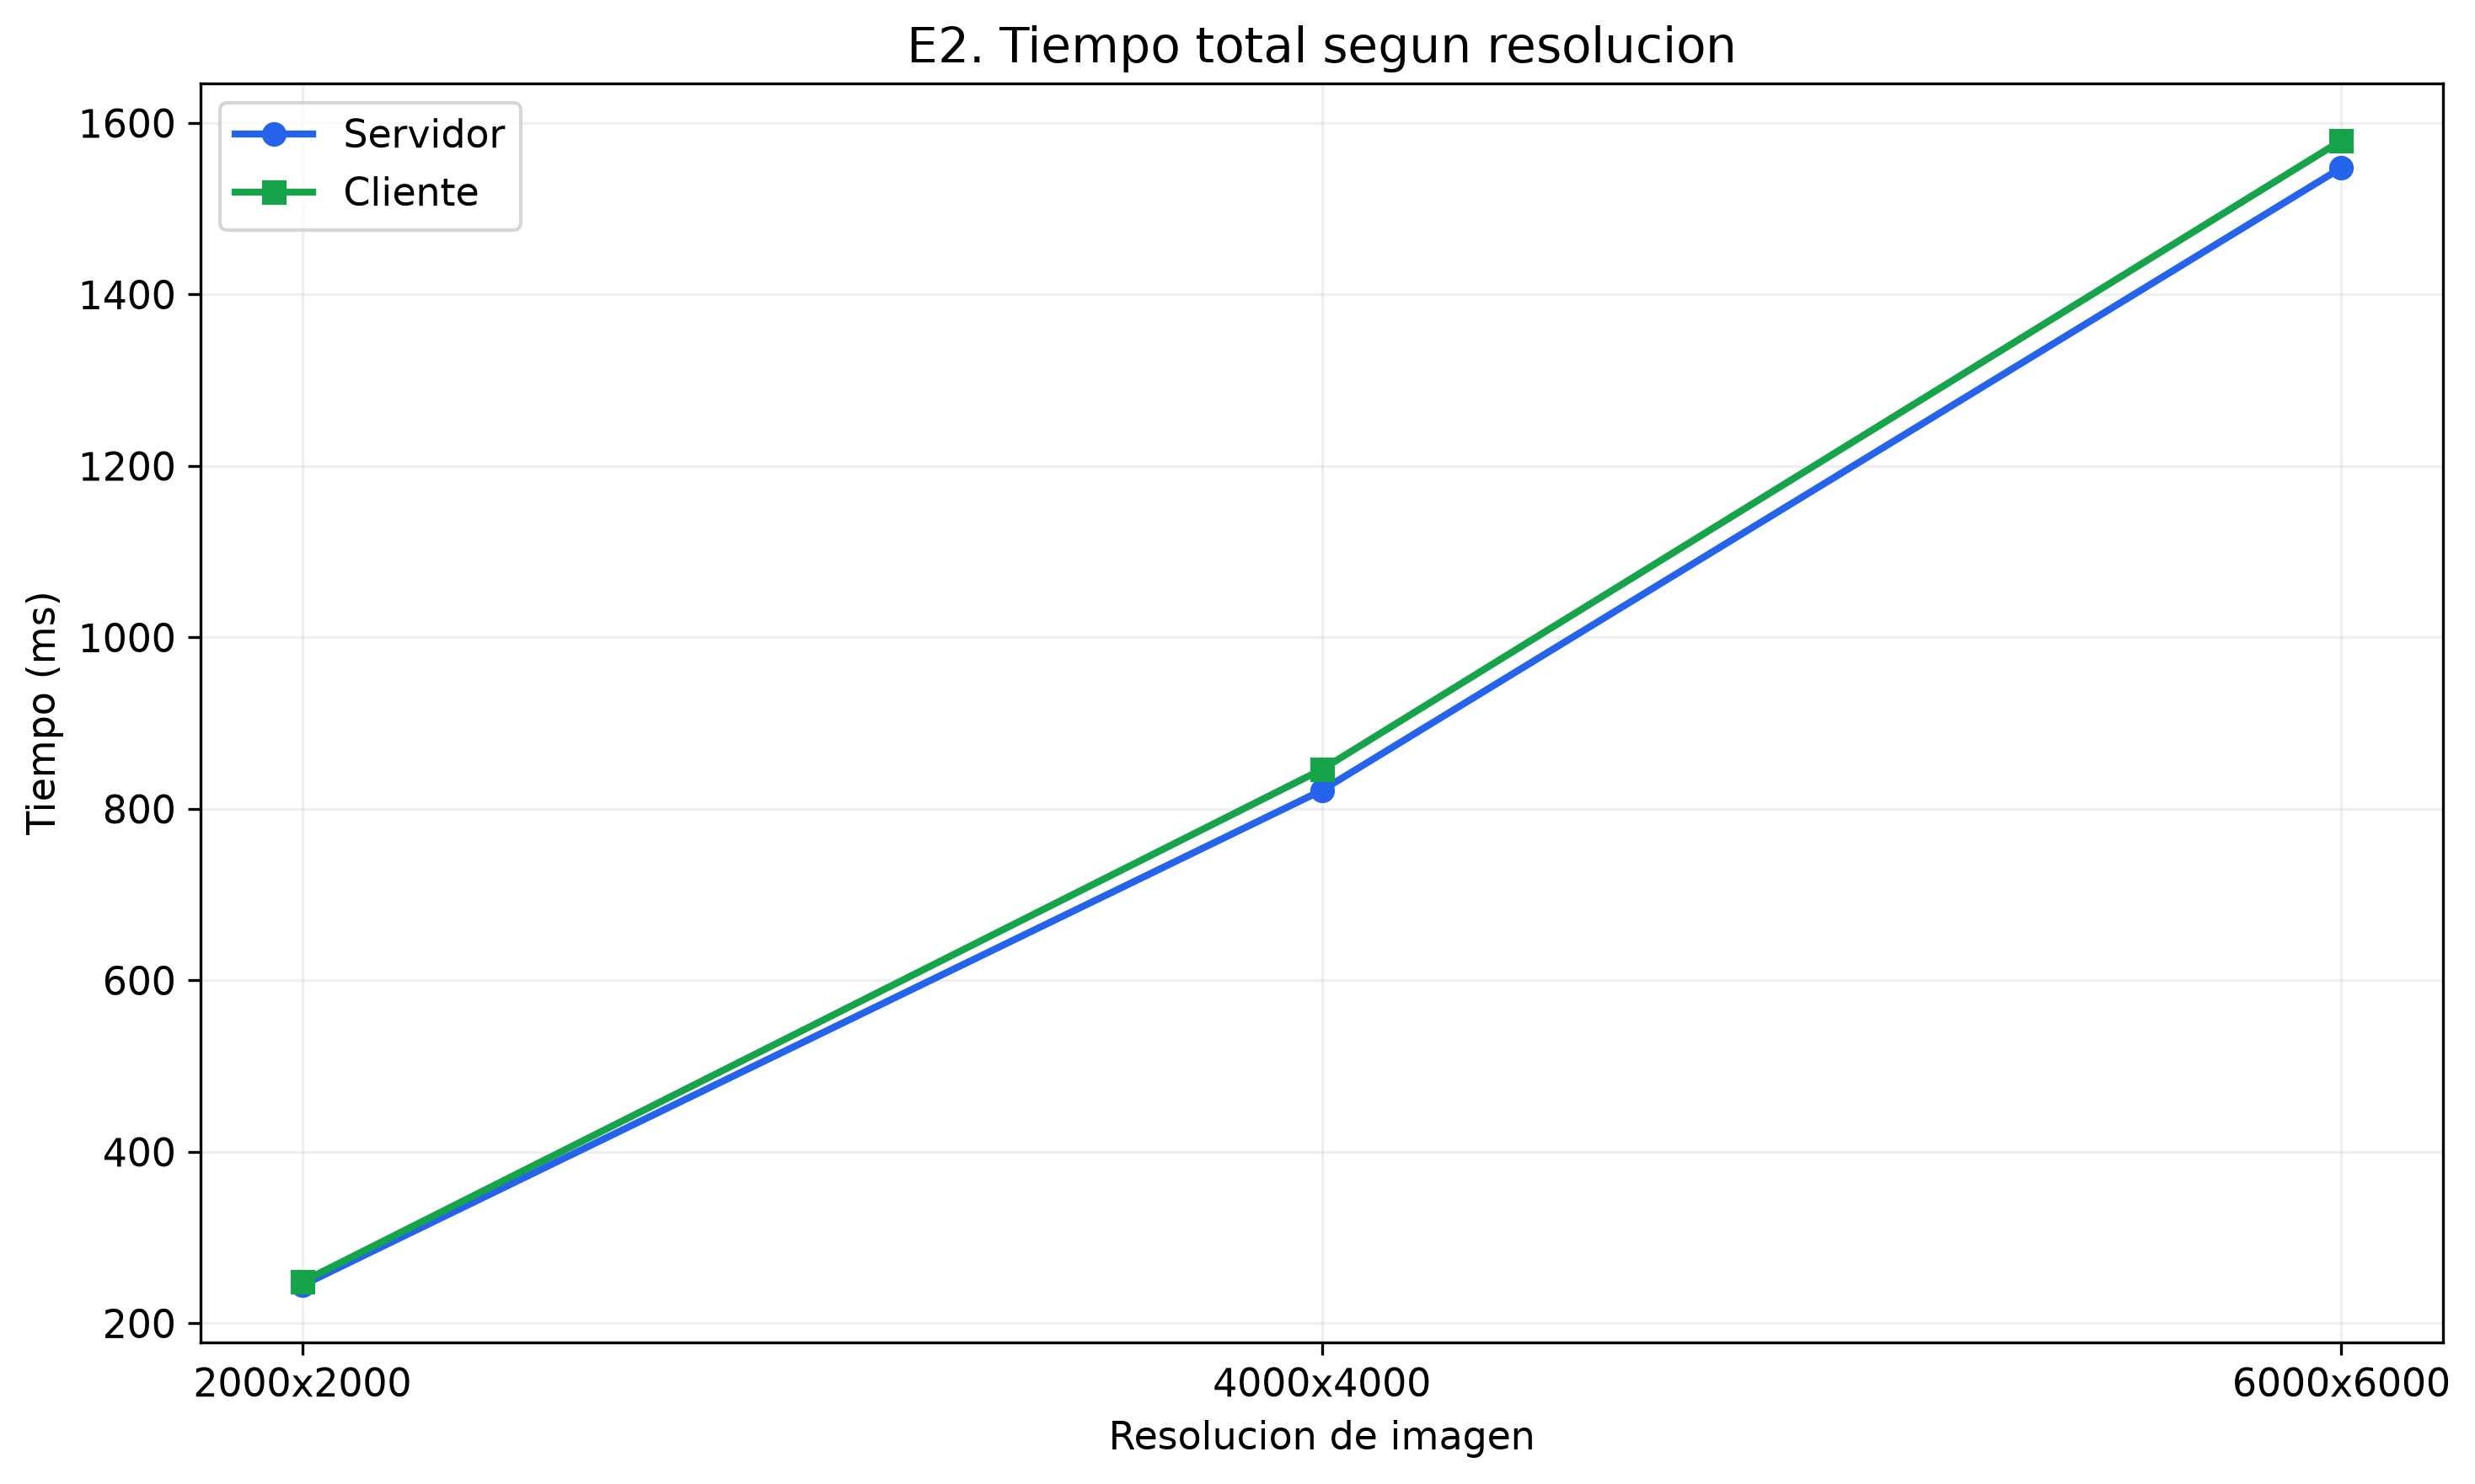 E2. Tiempo total segun resolucion
Servidor
Cliente
1600
1400
1200
1000
800
600
400
200
Tiempo (ms)
2000x2000
4000x4000
6000x6000
Resolucion de imagen